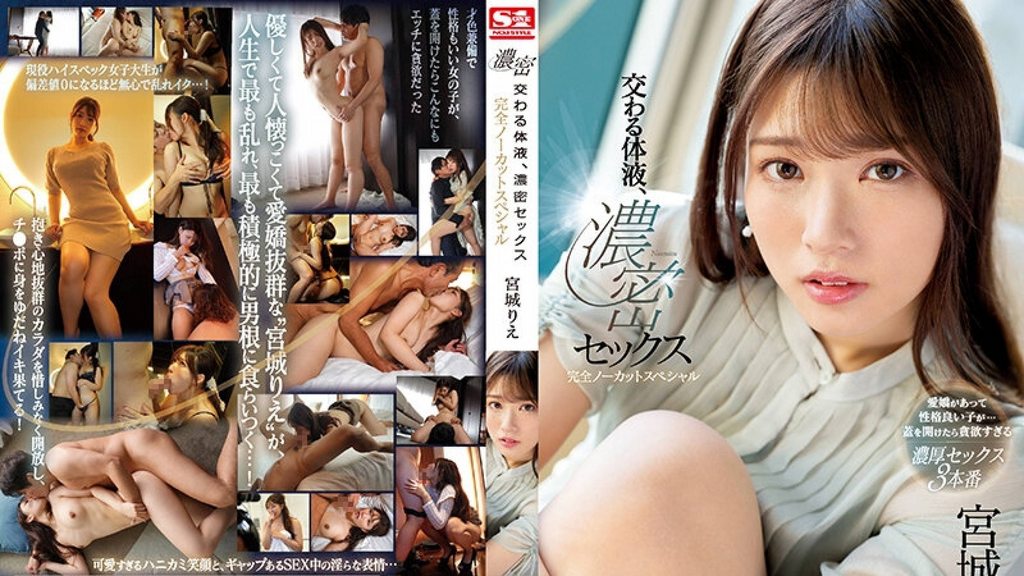 現役ハイスペック女子大生が
偏差値0になるほど無心で乱れイク…!
才色兼備で
性格もいい女の子が、
蓋を開けたらこんなにも
エッチに貪欲だった
優しくて人懐っこくて愛嬌抜群な“宮城りえ”が、
人生で最も乱れ、最も積極的に男根に食らいつく…!
抱き心地抜群のカラダを惜しみなく開放し、
チ●ポに身をゆだねイキ果てる!
可愛すぎるハニカミ笑顔と、ギャップあるSEX中の淫らな表情…
S1
NO.1 STYLE
濃密
交わる体液、濃密セックス
完全ノーカットスペシャル
宮城りえ
交わる体液、
濃密
セックス
完全ノーカットスペシャル
愛嬌があって
性格良い子が…
蓋を開けたら貪欲すぎる
濃厚セックス
3本番
宮城